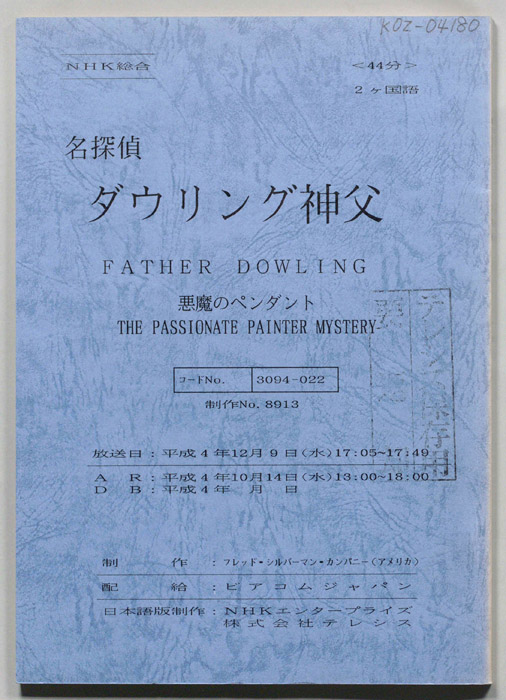 KOZ-04180
NHK総合
<44分>
2ヶ国語
名探偵
ダウリング神父
FATHER DOWLING
悪魔のペンダント
THE PASSIONATE PAINTER MYSTERY
コードNo. 3094-022
制作No. 8913
放送日:平成4年12月9日(水)17:05~17:49
A R:平成4年10月14日(水)13:00~18:00
D B:平成4年 月 日
制 作 :フレッド・シルバーマン・カンパニー(アメリカ)
配 給 :ビアコムジャパン
日本語版制作:NHKエンタープライズ
株式会社テレシス